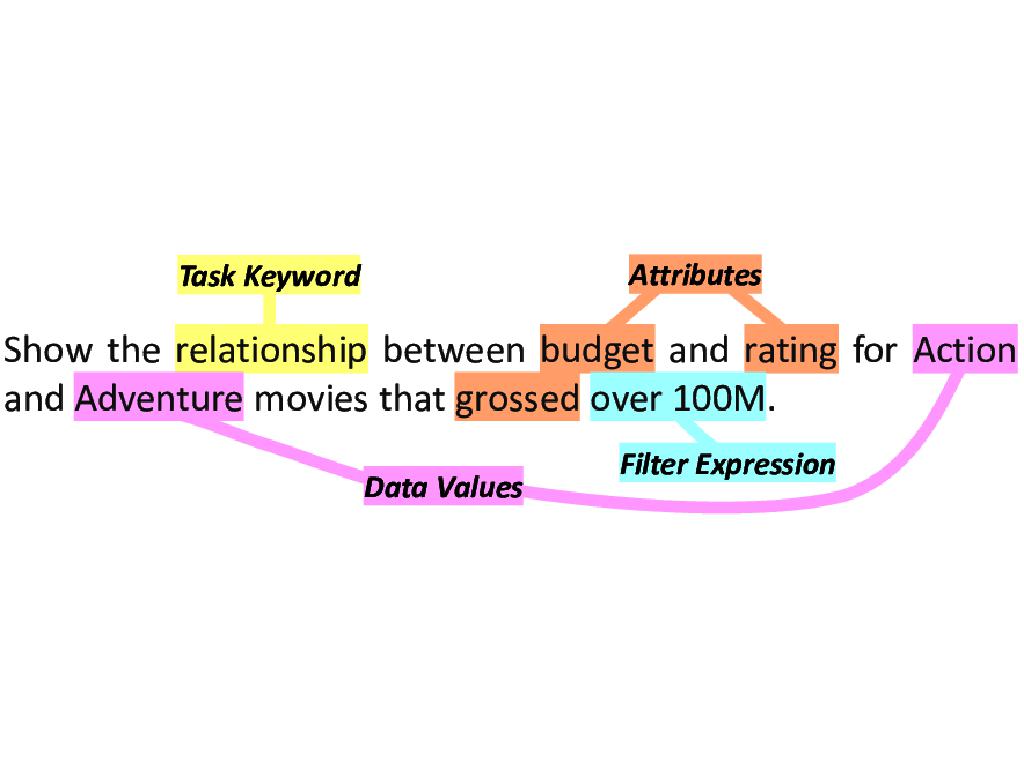 Task Keyword
Attributes
Show the relationship between budget and rating for Action
and Adventure movies that grossed over 100M.
Filter Expression
Data Values